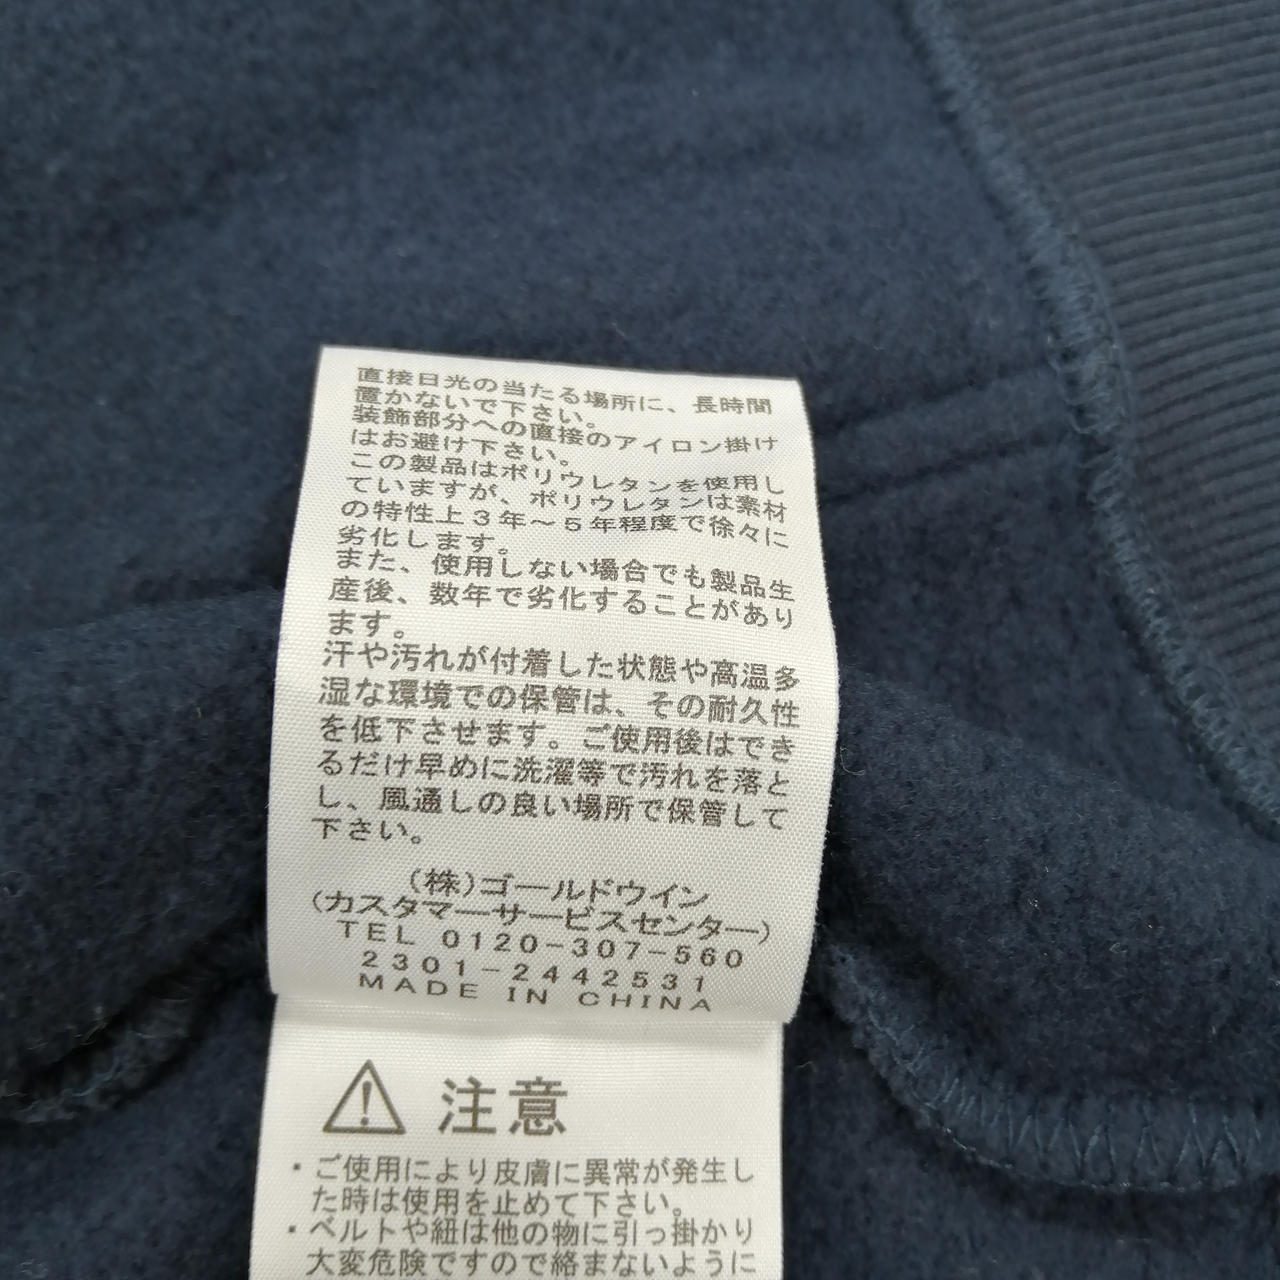 直接日光の当たる場所に、長時間
置かないで下さい。
装飾部分への直接のアイロン掛け
はお避け下さい。
この製品はポリウレタンを使用し
ていますが、ポリウレタンは素材
の特性上3年～5年程度で徐々に
劣化します。
また、使用しない場合でも製品生
産後、数年で劣化することがあり
ます。
汗や汚れが付着した状態や高温多
湿な環境での保管は、その耐久性
を低下させます。ご使用後はでき
るだけ早めに洗濯等で汚れを落と
し、風通しの良い場所で保管して
下さい。
(株)ゴールドウイン
(カスタマーサービスセンター)
TEL 0120-307-560
2301-2442531
MADE IN CHINA
注意
・ご使用により皮膚に異常が発生し
た時は使用を止めて下さい。
・ベルトや紐は他の物に引っ掛かり
大変危険ですので絡まないように